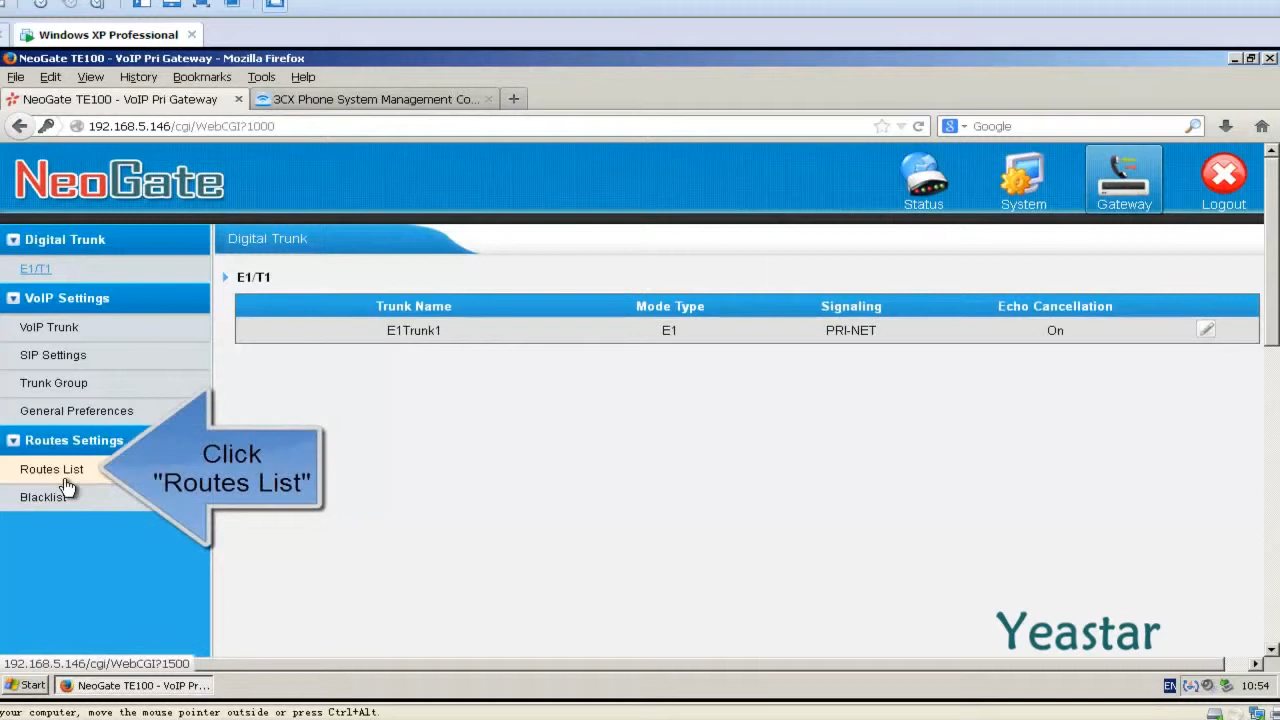 Windows XP Professional
NeoGate TE100 - VoIP Pri Gateway - Mozilla Firefox
File Edit View History Bookmarks Tools Help
NeoGate TE100 - VoIP Pri Gateway
3CX Phone System Management Co...
192.168.5.146/cgi/WebCGI?1000
Google
NeoGate
Status
System
Gateway
Logout
Digital Trunk
E1/T1
VoIP Settings
VoIP Trunk
SIP Settings
Trunk Group
General Preferences
Routes Settings
Routes List
Blacklist
Digital Trunk
E1/T1
Trunk Name Mode Type Signaling Echo Cancellation
E1Trunk1 E1 PRI-NET On
Click
"Routes List"
Yeastar
192.168.5.146/cgi/WebCGI?1500
Start
NeoGate TE100 - VoIP Pr...
EN
10:54
your computer, move the mouse pointer outside or press Ctrl+Alt.